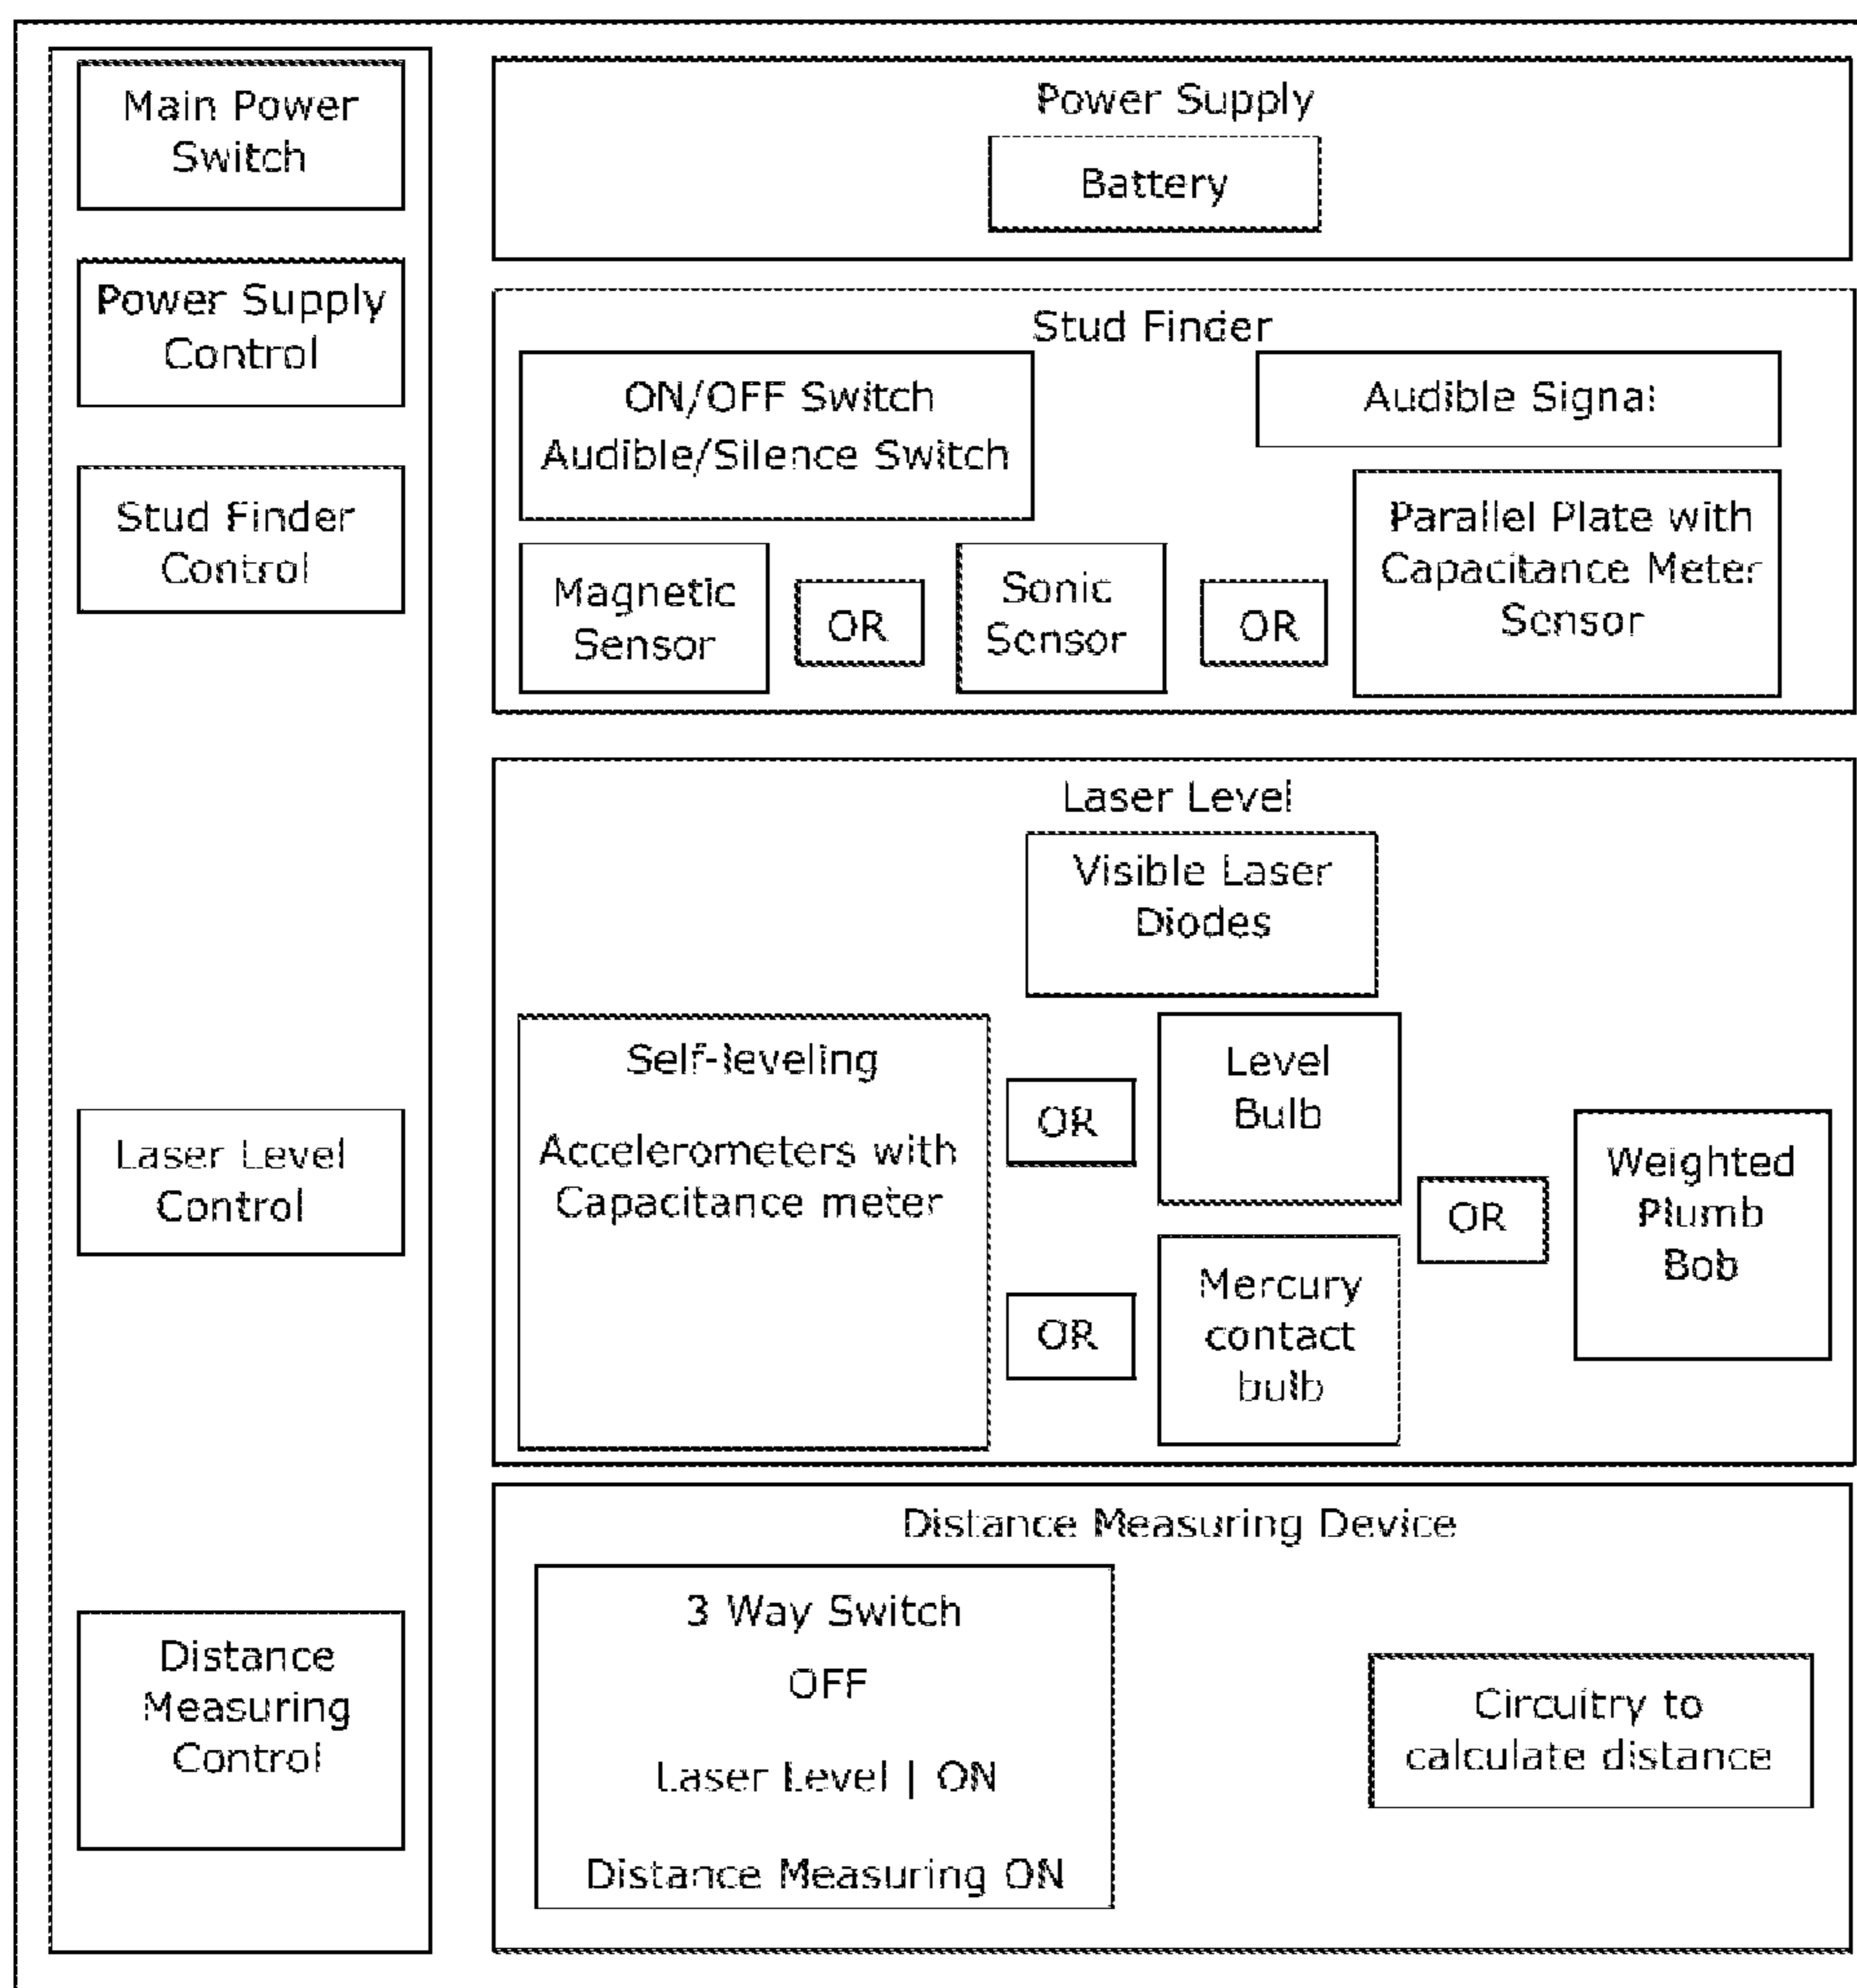 Main Power
Switch
Power Supply
Control
Stud Finder
Control
Laser Level
Control
Distance
Measuring
Control
Power Supply
Battery
Stud Finder
ON/OFF Switch
Audible/Silence Switch
Audible Signal
Magnetic
Sensor
OR
Sonic
Sensor
OR
Parallel Plate with
Capacitance Meter
Sensor
Laser Level
Visible Laser
Diodes
Self-leveling
Accelerometers with
Capacitance meter
OR
Level
Bulb
OR
Mercury
contact
bulb
OR
Weighted
Plumb
Bob
Distance Measuring Device
3 Way Switch
OFF
Laser Level | ON
Distance Measuring ON
Circuitry to
calculate distance